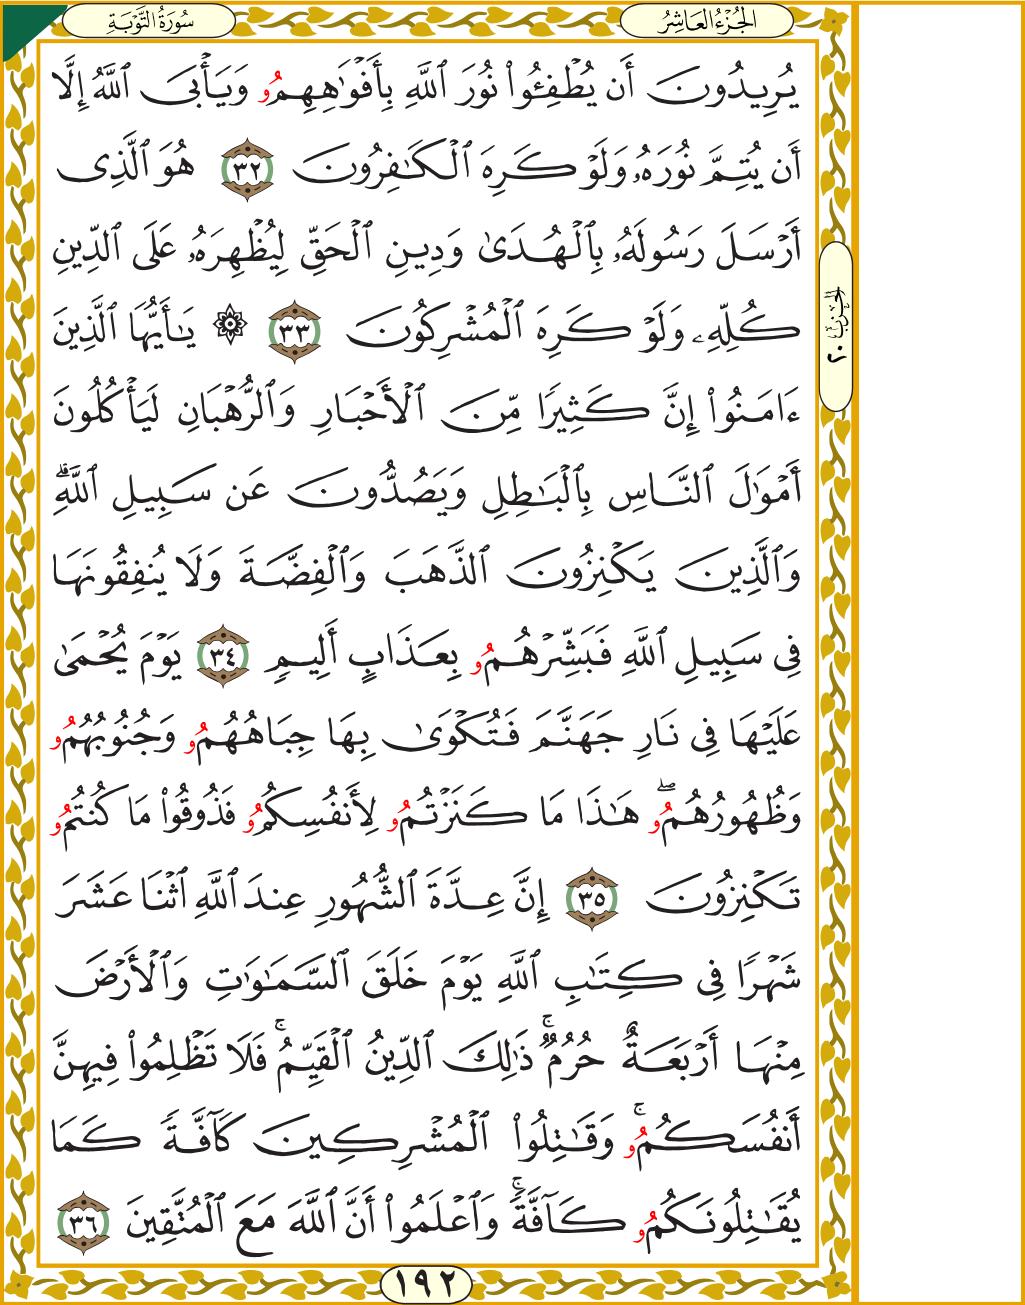 سُورَةُ التَّوْبَةِ
الجُزْءُ العَاشِرُ
يُرِيدُونَ أَن يُطْفِـُٔوا۟ نُورَ ٱللَّهِ بِأَفْوَٰهِهِمُۥ وَيَأْبَى ٱللَّهُ إِلَّآ
أَن يُتِمَّ نُورَهُۥ وَلَوْ كَرِهَ ٱلْكَـٰفِرُونَ ٣٢ هُوَ ٱلَّذِى
أَرْسَلَ رَسُولَهُۥ بِٱلْهُدَىٰ وَدِينِ ٱلْحَقِّ لِيُظْهِرَهُۥ عَلَى ٱلدِّينِ
كُلِّهِۦ وَلَوْ كَرِهَ ٱلْمُشْرِكُونَ ٣٣ ۞ يَـٰٓأَيُّهَا ٱلَّذِينَ
ءَامَنُوا۟ إِنَّ كَثِيرًا مِّنَ ٱلْأَحْبَارِ وَٱلرُّهْبَانِ لَيَأْكُلُونَ
أَمْوَٰلَ ٱلنَّاسِ بِٱلْبَـٰطِلِ وَيَصُدُّونَ عَن سَبِيلِ ٱللَّهِ ۗ
وَٱلَّذِينَ يَكْنِزُونَ ٱلذَّهَبَ وَٱلْفِضَّةَ وَلَا يُنفِقُونَهَا
فِى سَبِيلِ ٱللَّهِ فَبَشِّرْهُمُۥ بِعَذَابٍ أَلِيمٍ ٣٤ يَوْمَ يُحْمَىٰ
عَلَيْهَا فِى نَارِ جَهَنَّمَ فَتُكْوَىٰ بِهَا جِبَاهُهُمُۥ وَجُنُوبُهُمُۥ
وَظُهُورُهُمُۥ ۖ هَـٰذَا مَا كَنَزْتُمُۥ لِأَنفُسِكُمُۥ فَذُوقُوا۟ مَا كُنتُمُۥ
تَكْنِزُونَ ٣٥ إِنَّ عِدَّةَ ٱلشُّهُورِ عِندَ ٱللَّهِ ٱثْنَا عَشَرَ
شَهْرًا فِى كِتَـٰبِ ٱللَّهِ يَوْمَ خَلَقَ ٱلسَّمَـٰوَٰتِ وَٱلْأَرْضَ
مِنْهَآ أَرْبَعَةٌ حُرُمٌ ۚ ذَٰلِكَ ٱلدِّينُ ٱلْقَيِّمُ ۚ فَلَا تَظْلِمُوا۟ فِيهِنَّ
أَنفُسَكُمُۥ ۚ وَقَـٰتِلُوا۟ ٱلْمُشْرِكِينَ كَآفَّةً كَمَا
يُقَـٰتِلُونَكُمُۥ كَآفَّةً ۚ وَٱعْلَمُوٓا۟ أَنَّ ٱللَّهَ مَعَ ٱلْمُتَّقِينَ ٣٦
الحزب ٢٠
١٩٢